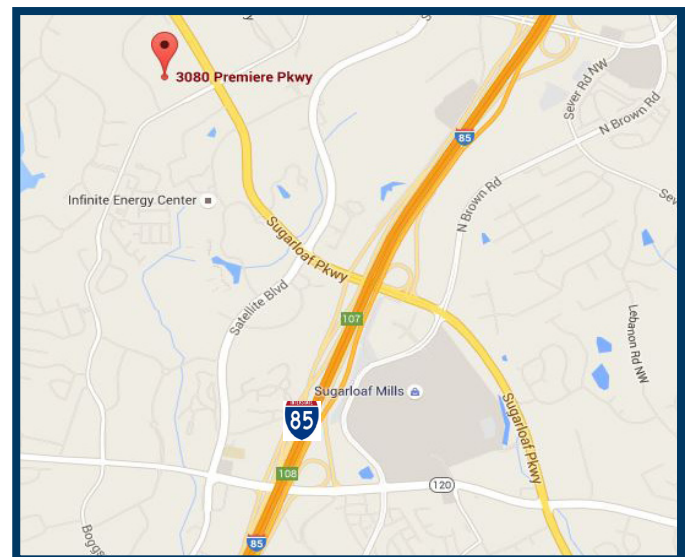 3080 Premiere Pkwy
Sever Rd NW
N Brown Rd
85
Infinite Energy Center
N Brown Rd
Sugarloaf Pkwy
Satellite Blvd
107
Lebanon Rd NW
Sugarloaf Mills
85
Sugarloaf Pkwy
108
120
85
Boggs